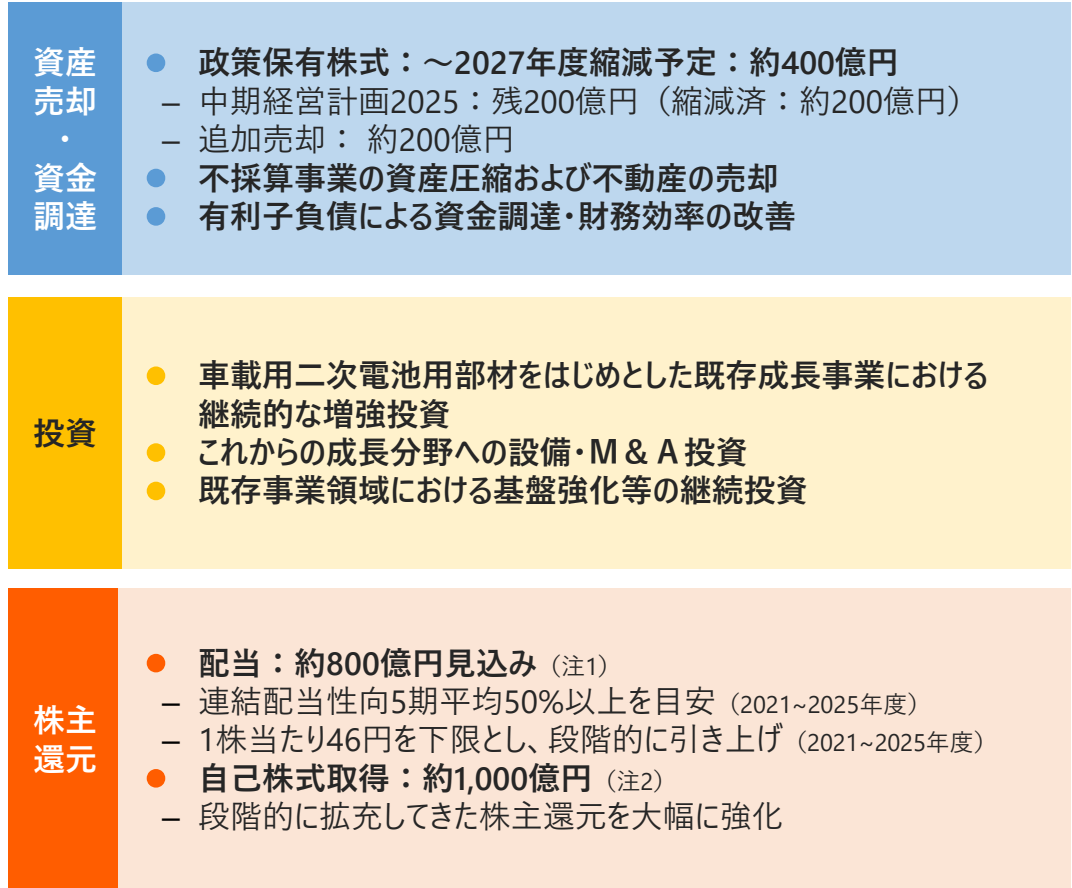 資産
売却
・
資金
調達
● 政策保有株式：～2027年度縮減予定：約400億円
– 中期経営計画2025：残200億円（縮減済：約200億円）
– 追加売却： 約200億円
● 不採算事業の資産圧縮および不動産の売却
● 有利子負債による資金調達・財務効率の改善
投資
● 車載用二次電池用部材をはじめとした既存成長事業における
継続的な増強投資
● これからの成長分野への設備・M & A 投資
● 既存事業領域における基盤強化等の継続投資
株主
還元
● 配当：約800億円見込み（注1）
– 連結配当性向5期平均50%以上を目安（2021~2025年度）
– 1株当たり46円を下限とし、段階的に引き上げ（2021~2025年度）
● 自己株式取得：約1,000億円（注2）
– 段階的に拡充してきた株主還元を大幅に強化